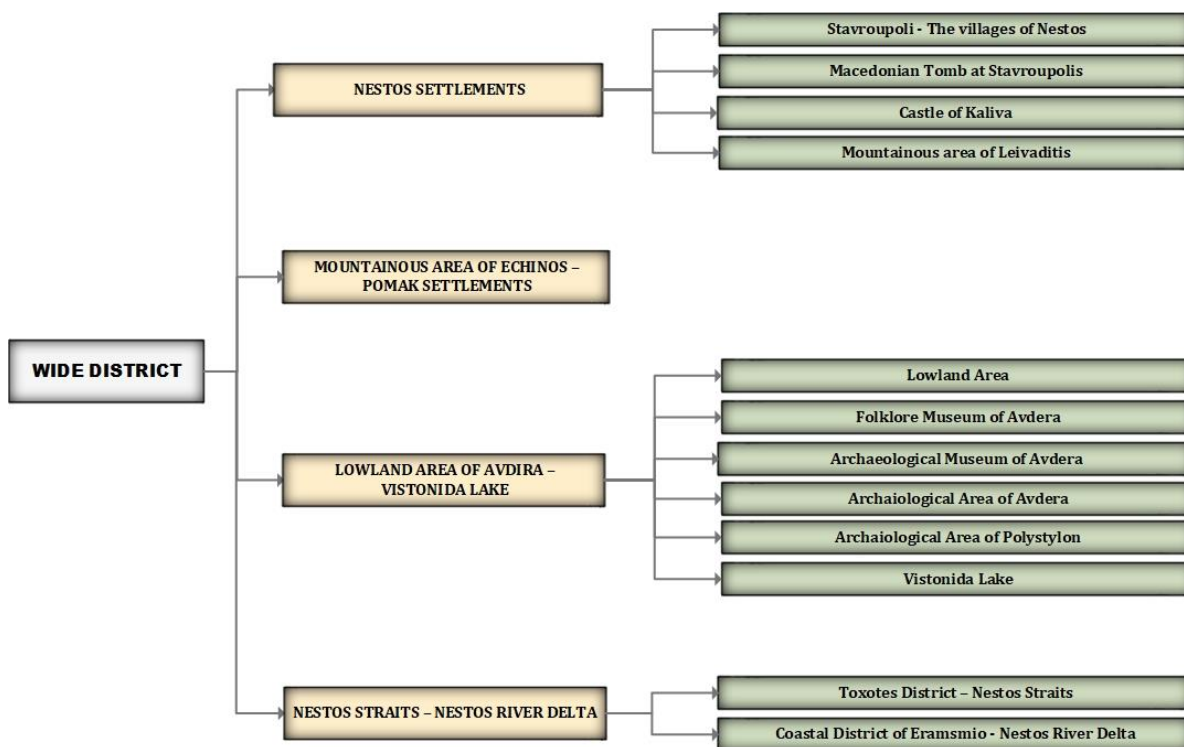 WIDE DISTRICT
NESTOS SETTLEMENTS
Stavroupoli - The villages of Nestos
Macedonian Tomb at Stavroupolis
Castle of Kaliva
Mountainous area of Leivaditis
MOUNTAINOUS AREA OF ECHINOS –
POMAK SETTLEMENTS
LOWLAND AREA OF AVDIRA –
VISTONIDA LAKE
Lowland Area
Folklore Museum of Avdera
Archaeological Museum of Avdera
Archaiological Area of Avdera
Archaiological Area of Polystylon
Vistonida Lake
NESTOS STRAITS – NESTOS RIVER DELTA
Toxotes District – Nestos Straits
Coastal District of Eramsmio - Nestos River Delta